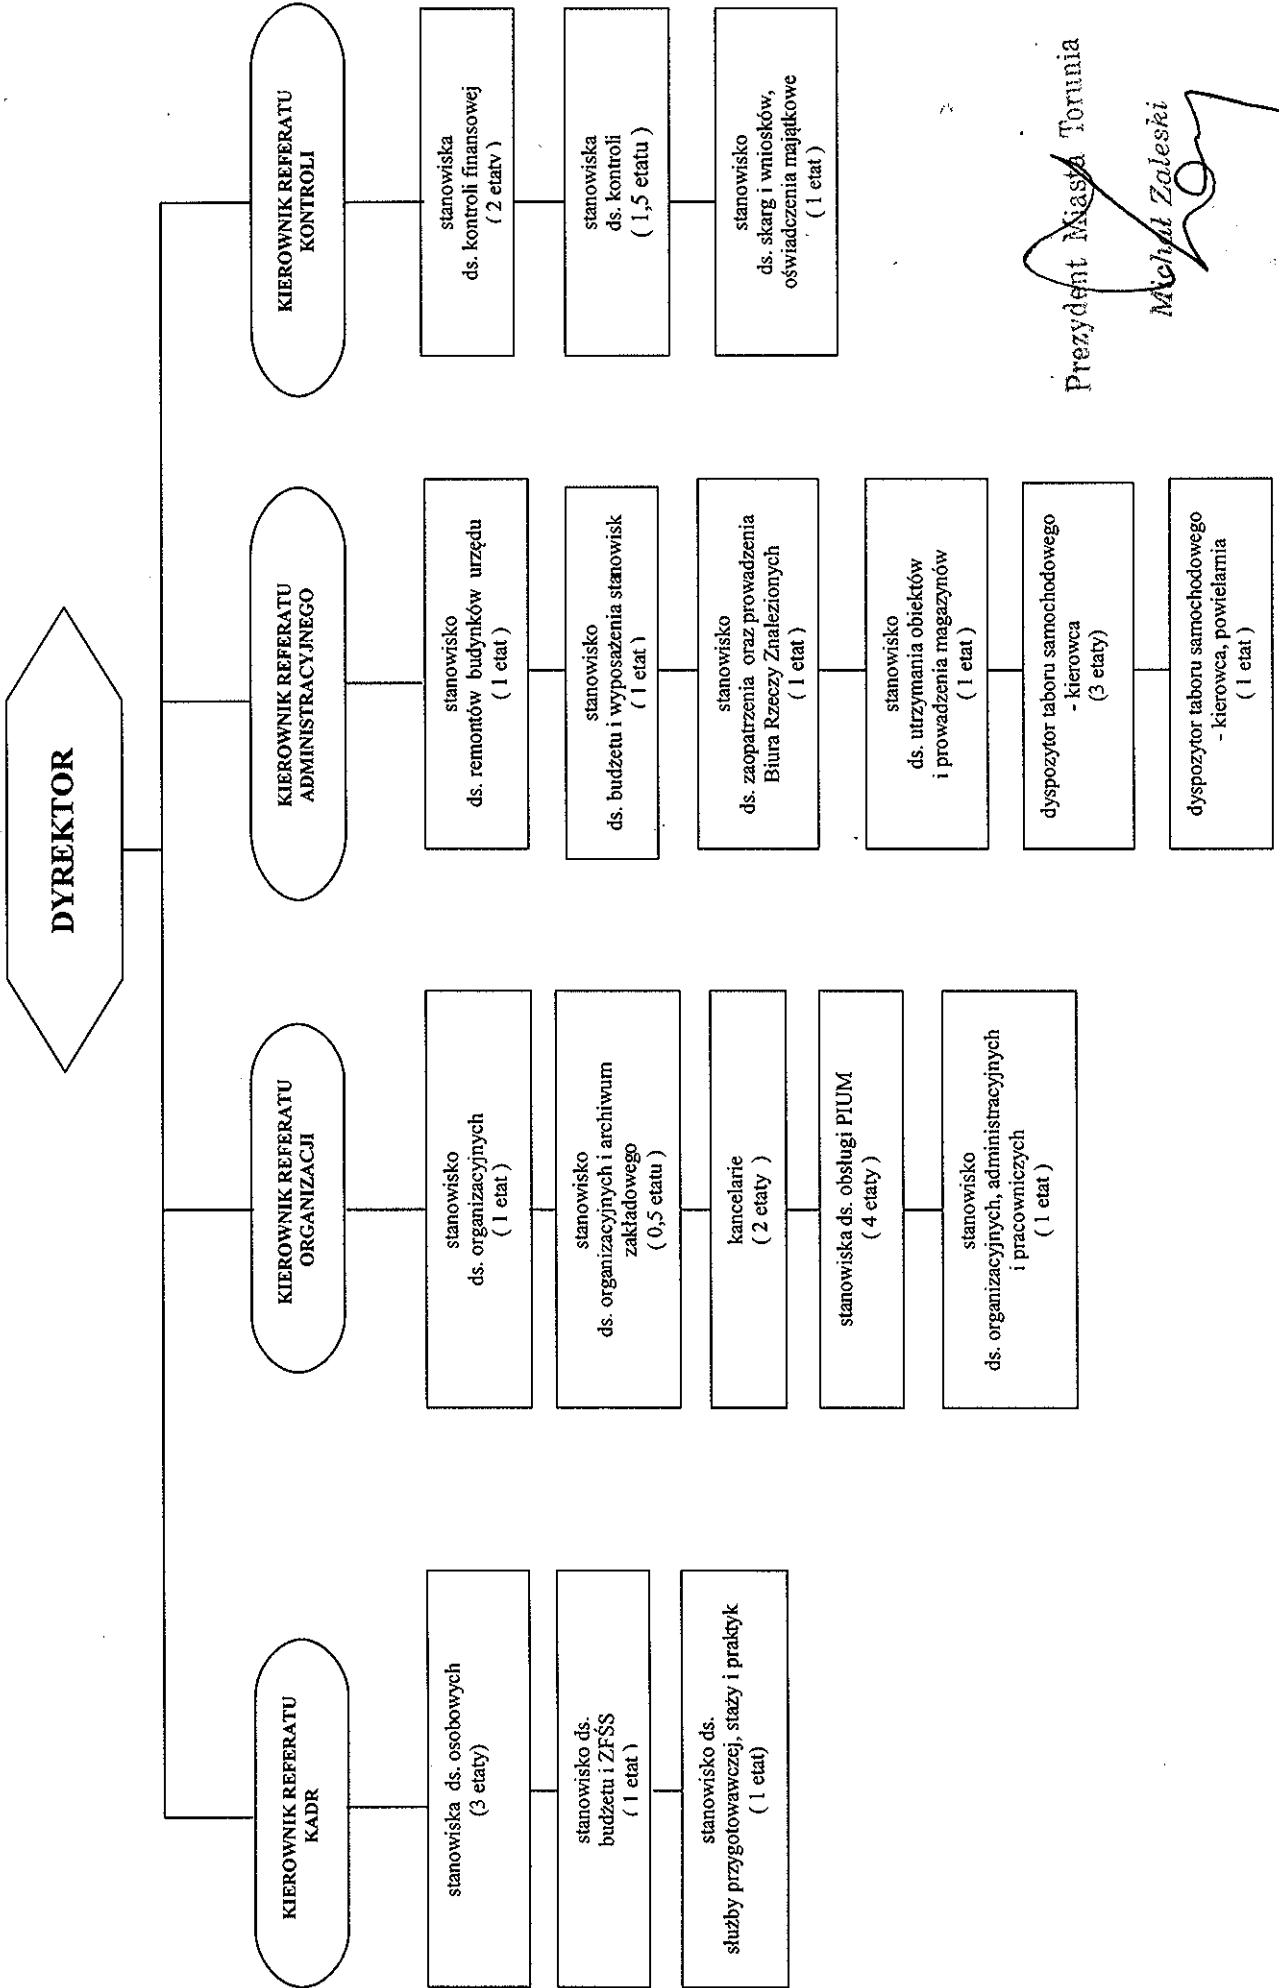 DYREKTOR
KIEROWNIK REFERATU
KADR
stanowiska ds. osobowych
(3 etaty)
stanowisko ds.
budżetu i ZFŚS
( 1 etat )
stanowisko ds.
służby przygotowawczej, staży i praktyk
( 1 etat)
KIEROWNIK REFERATU
ORGANIZACJI
stanowisko
ds. organizacyjnych
( 1 etat )
stanowisko
ds. organizacyjnych i archiwum
zakładowego
( 0,5 etatu )
kancelarie
( 2 etaty )
stanowiska ds. obsługi PIUM
( 4 etaty )
stanowisko
ds. organizacyjnych, administracyjnych
i pracowniczych
( 1 etat )
KIEROWNIK REFERATU
ADMINISTRACYJNEGO
stanowisko
ds. remontów budynków urzędu
( 1 etat )
stanowisko
ds. budżetu i wyposażenia stanowisk
( 1 etat )
stanowisko
ds. zaopatrzenia oraz prowadzenia
Biura Rzeczy Znalezionych
( 1 etat )
stanowisko
ds. utrzymania obiektów
i prowadzenia magazynów
( 1 etat )
dyspozytor taboru samochodowego
- kierowca
(3 etaty)
dyspozytor taboru samochodowego
- kierowca, powielarnia
( 1 etat )
KIEROWNIK REFERATU
KONTROLI
stanowiska
ds. kontroli finansowej
( 2 etaty )
stanowiska
ds. kontroli
( 1,5 etatu )
stanowisko
ds. skarg i wniosków,
oświadczenia majątkowe
( 1 etat )
Prezydent Miasta Torunia
Michał Zaleski